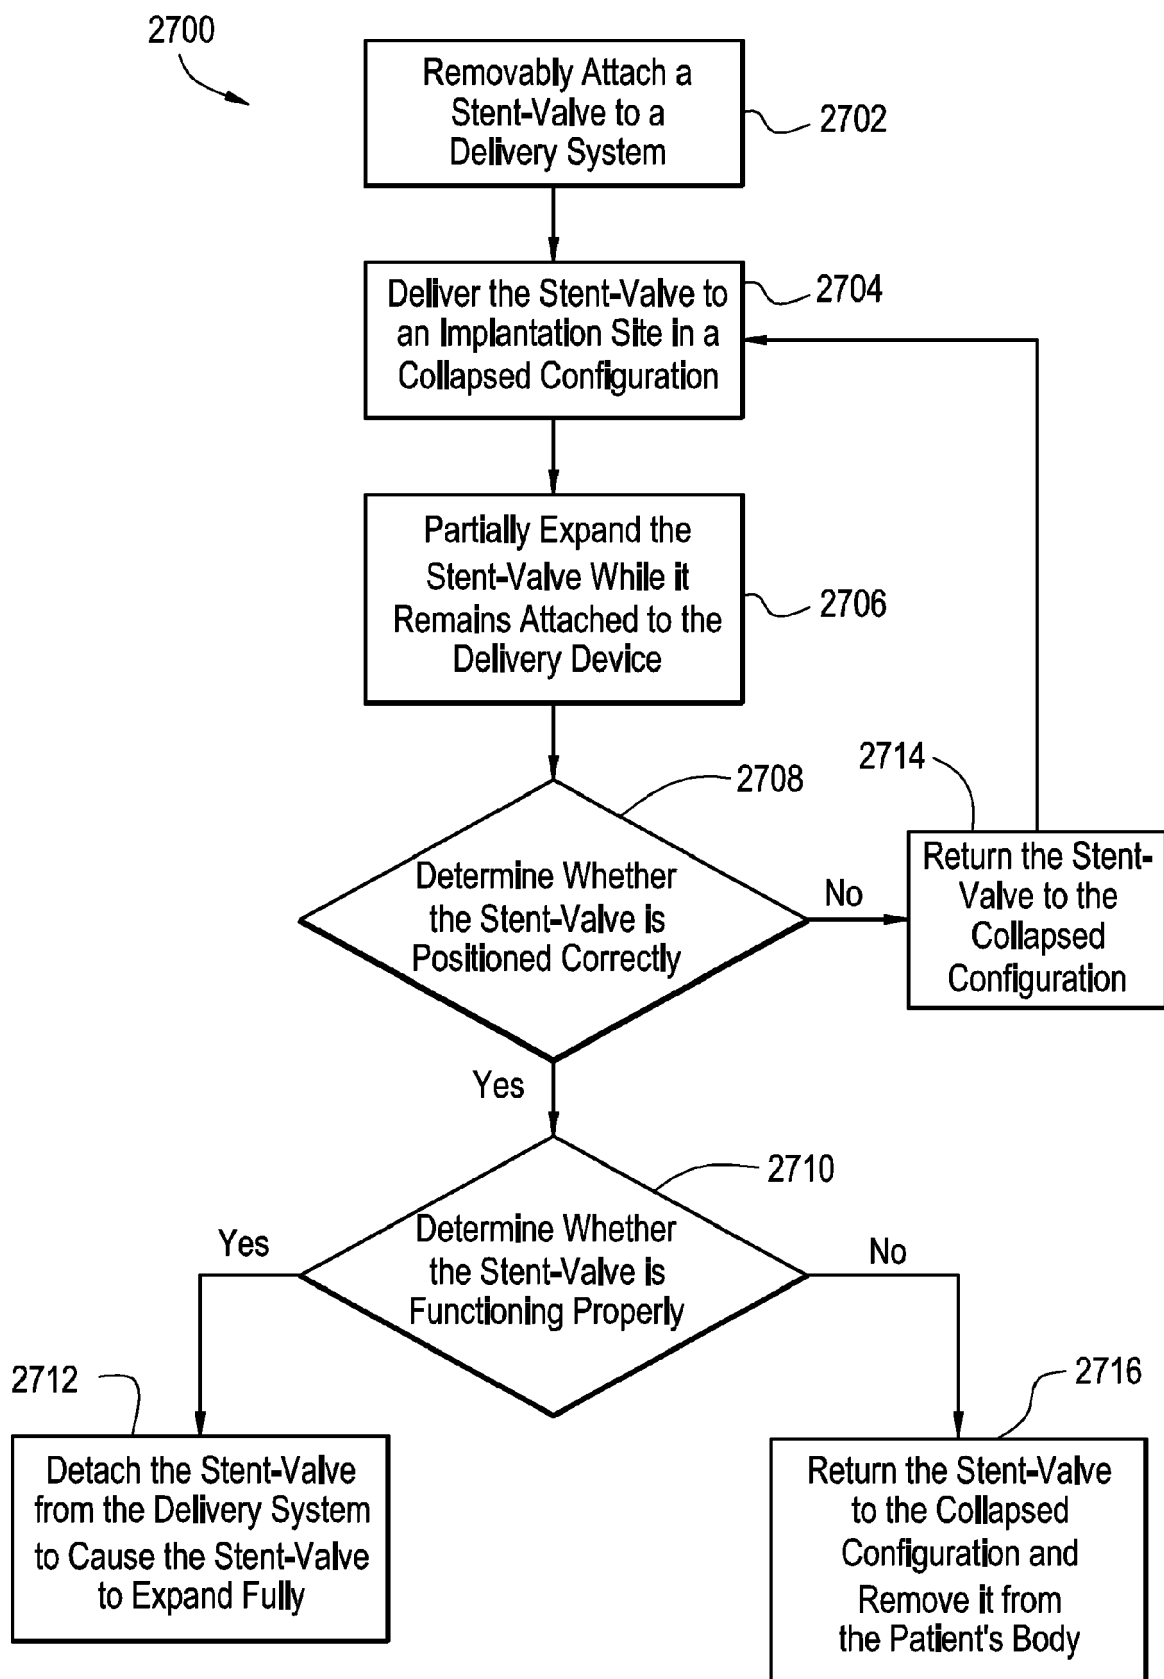 2700
Removably Attach a
Stent-Valve to a
Delivery System
2702
Deliver the Stent-Valve to
an Implantation Site in a
Collapsed Configuration
2704
Partially Expand the
Stent-Valve While it
Remains Attached to the
Delivery Device
2706
2708
Determine Whether
the Stent-Valve is
Positioned Correctly
No
2714
Return the Stent-
Valve to the
Collapsed
Configuration
Yes
2710
Determine Whether
the Stent-Valve is
Functioning Properly
Yes
No
2712
Detach the Stent-Valve
from the Delivery System
to Cause the Stent-Valve
to Expand Fully
2716
Return the Stent-Valve
to the Collapsed
Configuration and
Remove it from
the Patient's Body